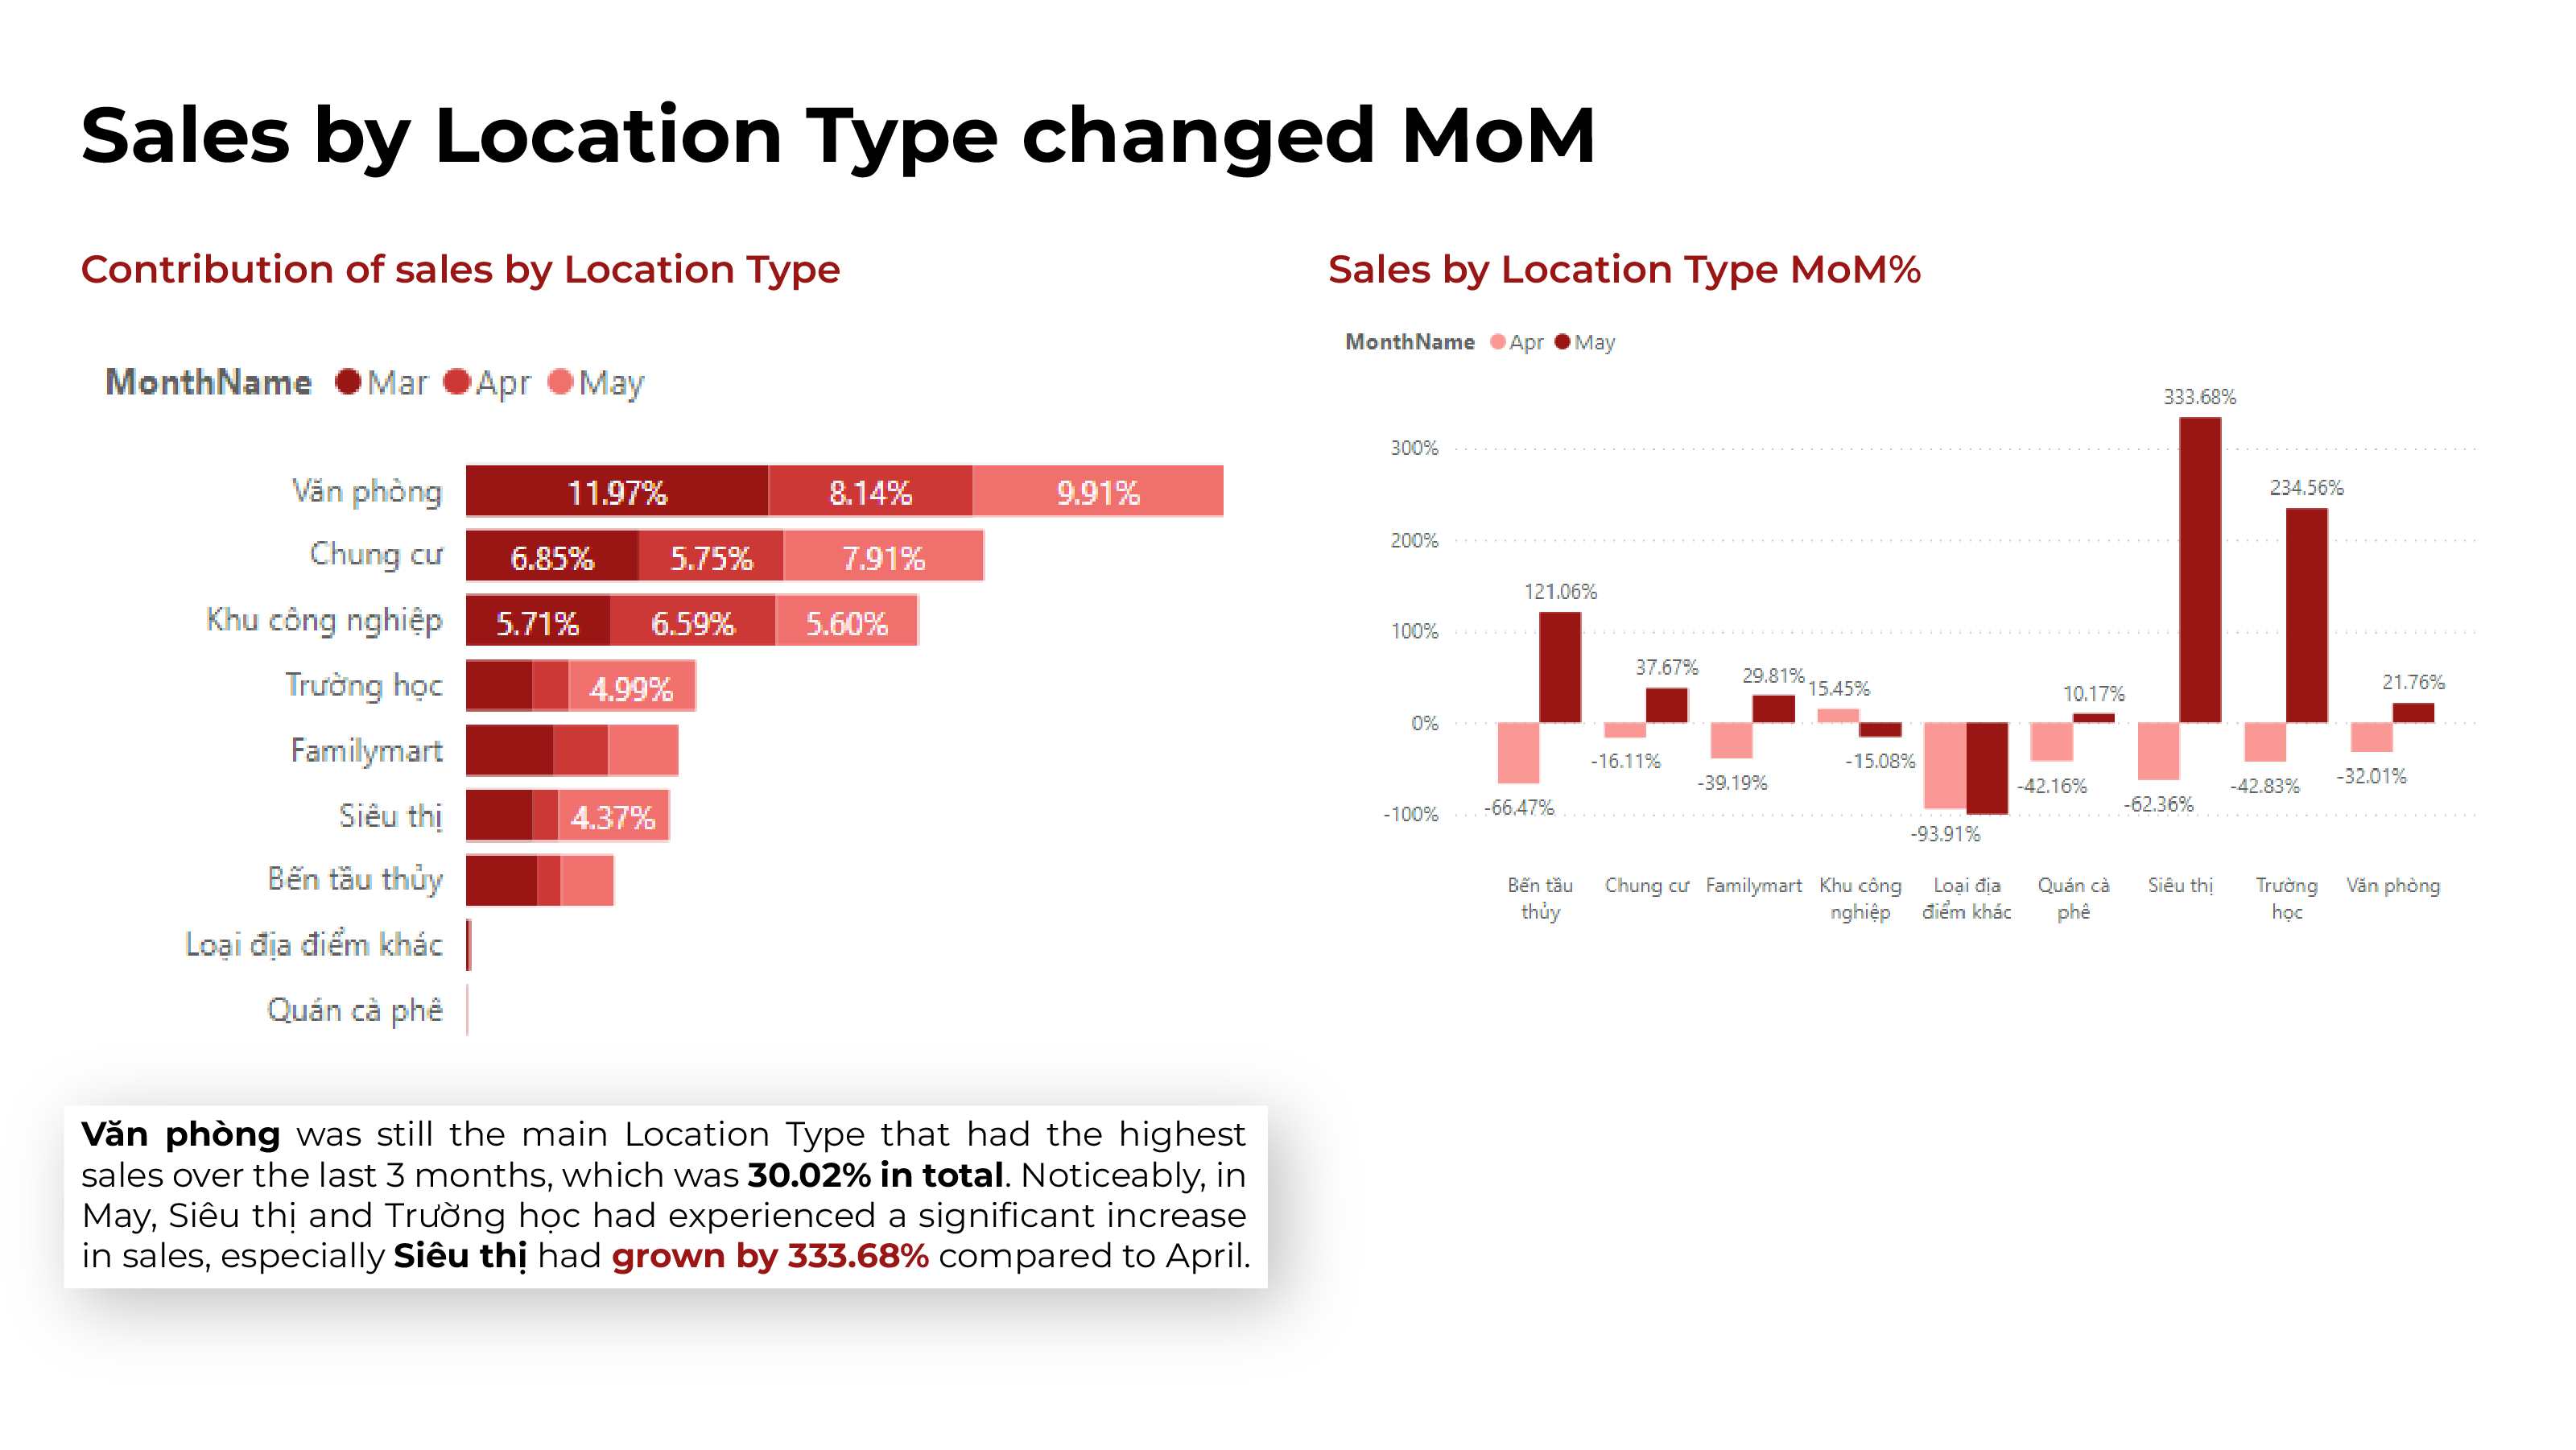 Sales by Location Type changed MoM
Contribution of sales by Location Type
MonthName Mar Apr May
Văn phòng 11.97% 8.14% 9.91%
Chung cư 6.85% 5.75% 7.91%
Khu công nghiệp 5.71% 6.59% 5.60%
Trường học 4.99%
Familymart
Siêu thị 4.37%
Bến tầu thủy
Loại địa điểm khác
Quán cà phê
Văn phòng was still the main Location Type that had the highest
sales over the last 3 months, which was 30.02% in total. Noticeably, in
May, Siêu thị and Trường học had experienced a significant increase
in sales, especially Siêu thị had grown by 333.68% compared to April.
Sales by Location Type MoM%
MonthName Apr May
300%
200%
100%
0%
-100%
-66.47%
121.06%
-16.11%
37.67%
-39.19%
29.81%
15.45%
-15.08%
-93.91%
-42.16%
10.17%
-62.36%
333.68%
-42.83%
234.56%
-32.01%
21.76%
Bến tầu
thủy
Chung cư
Familymart
Khu công
nghiệp
Loại địa
điểm khác
Quán cà
phê
Siêu thị
Trường
học
Văn phòng